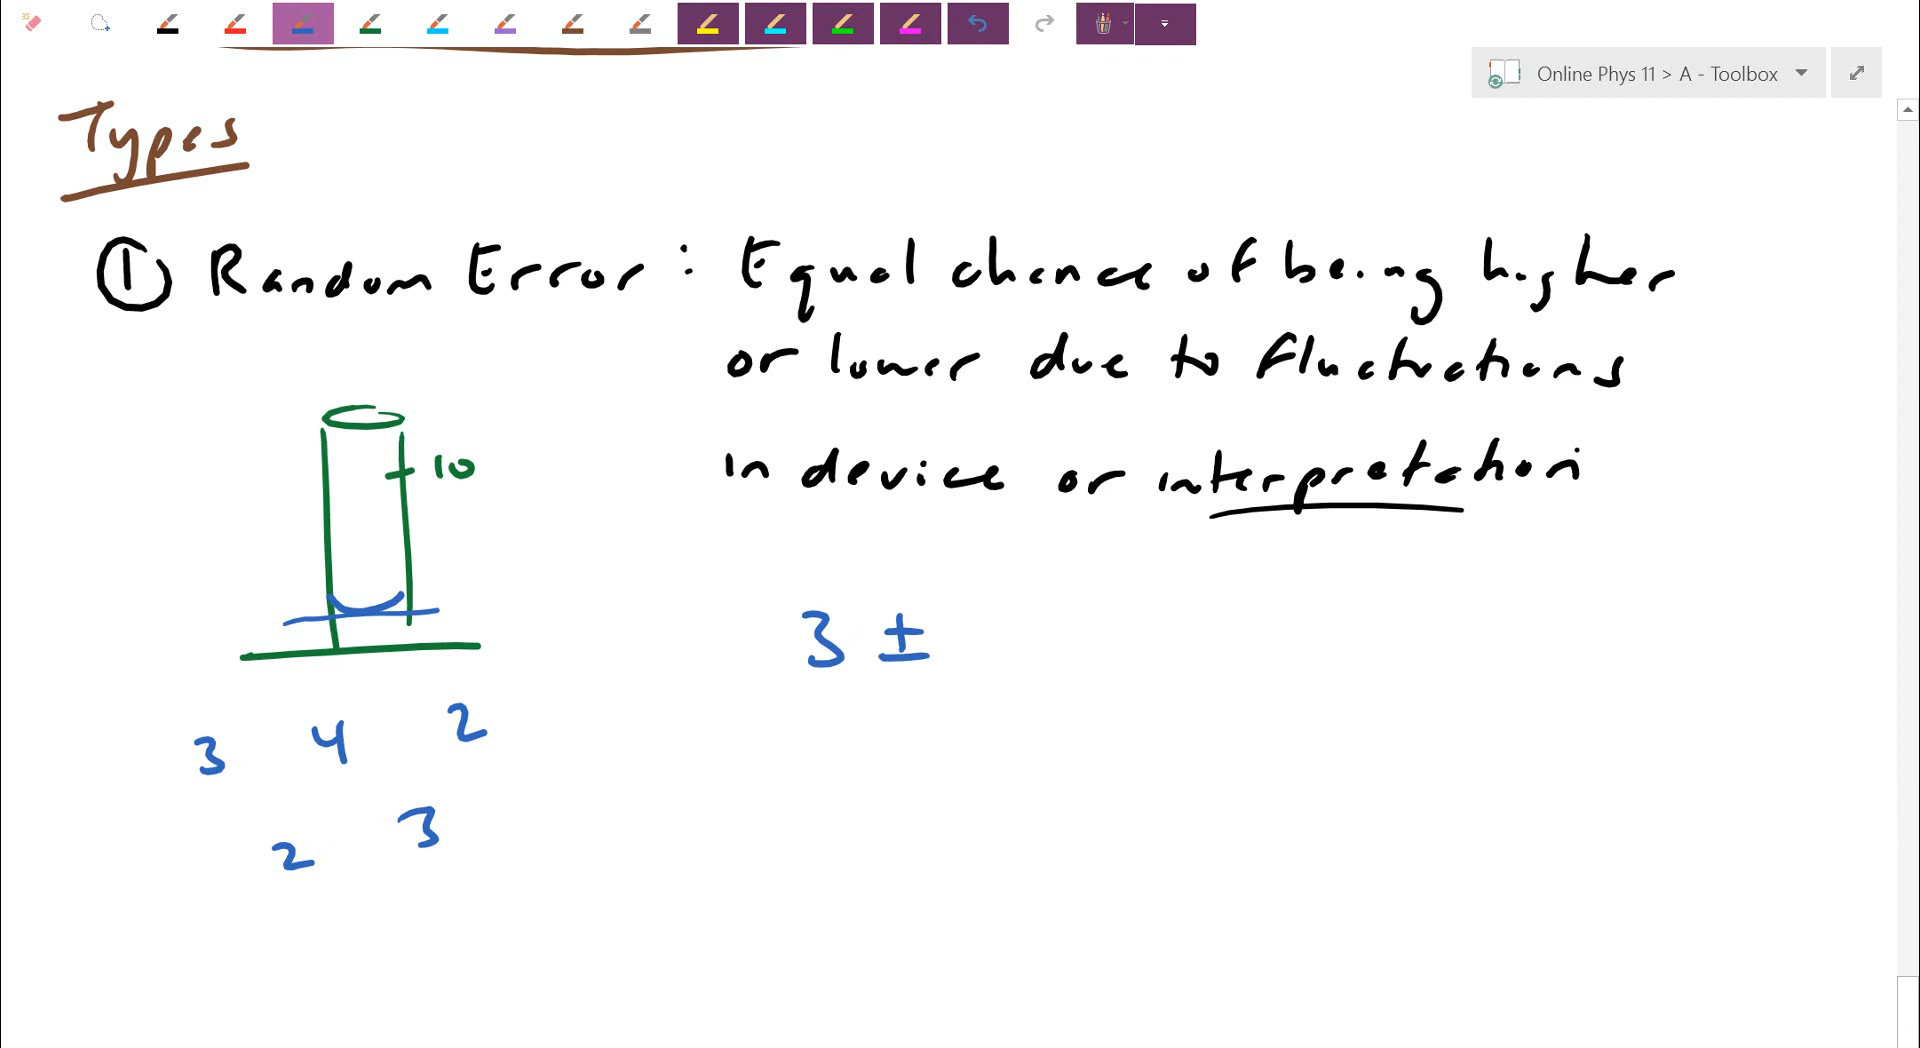 Online Phys 11 > A - Toolbox
Types
① Random Error : Equal chance of being higher
or lower due to fluctuations
in device or interpretation
10
3 ±
3 4 2
2 3